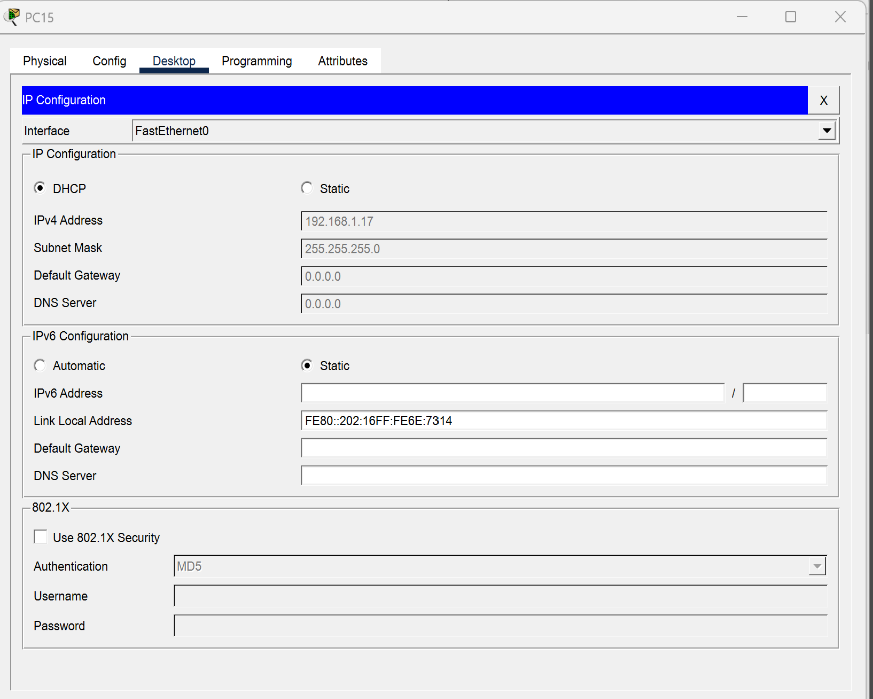 PC15
Physical Config Desktop Programming Attributes
IP Configuration X
Interface FastEthernet0
IP Configuration
DHCP Static
IPv4 Address 192.168.1.17
Subnet Mask 255.255.255.0
Default Gateway 0.0.0.0
DNS Server 0.0.0.0
IPv6 Configuration
Automatic Static
IPv6 Address /
Link Local Address FE80::202:16FF:FE6E:7314
Default Gateway
DNS Server
802.1X
Use 802.1X Security
Authentication MD5
Username
Password